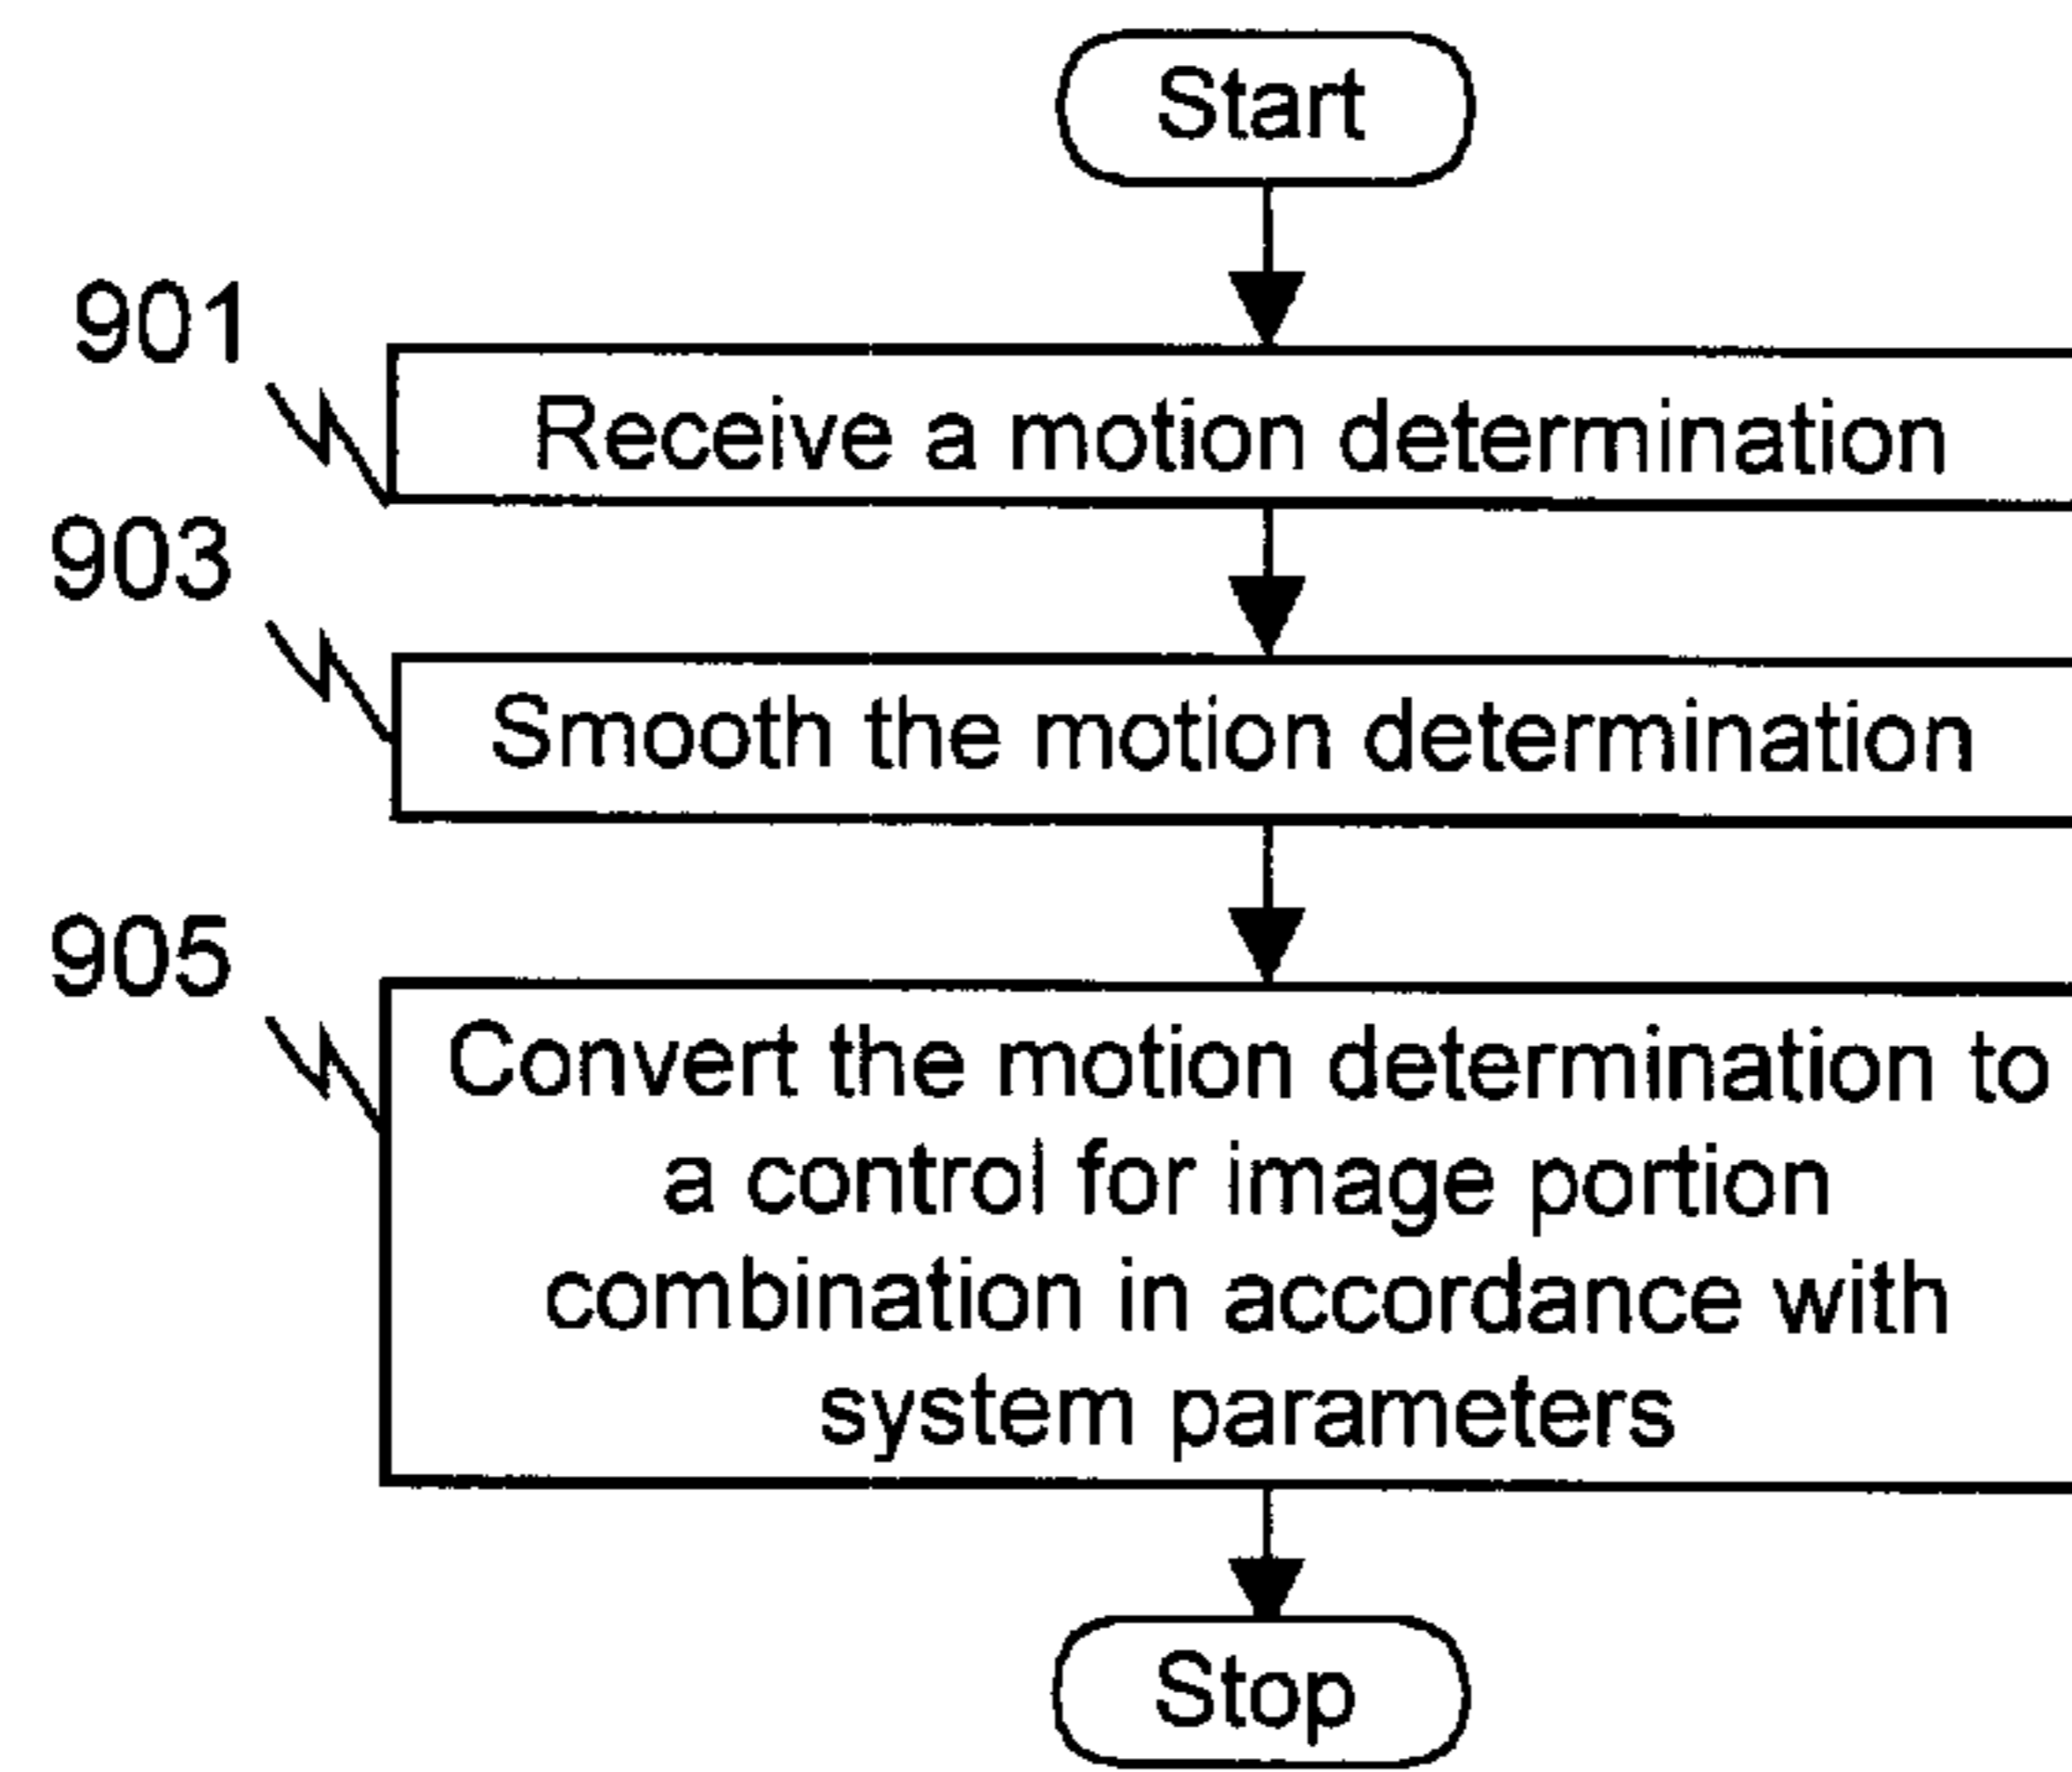 Start
901
Receive a motion determination
903
Smooth the motion determination
905
Convert the motion determination to
a control for image portion
combination in accordance with
system parameters
Stop